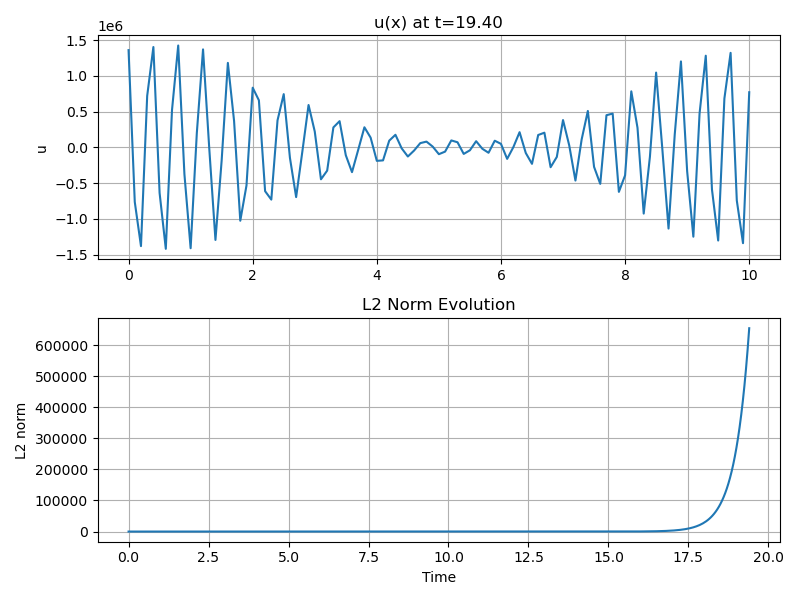 u(x) at t=19.40
1e6
1.5
1.0
0.5
0.0
−0.5
−1.0
−1.5
u
0 2 4 6 8 10
L2 Norm Evolution
600000
500000
400000
300000
200000
100000
0
L2 norm
0.0 2.5 5.0 7.5 10.0 12.5 15.0 17.5 20.0
Time